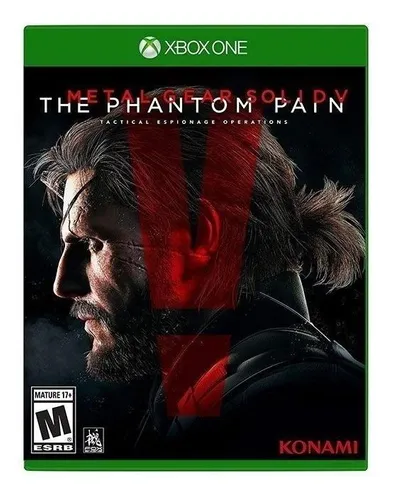 XBOX ONE
METAL GEAR SOLID V
THE PHANTOM PAIN
TACTICAL ESPIONAGE OPERATIONS
MATURE 17+
M
ESRB
KONAMI